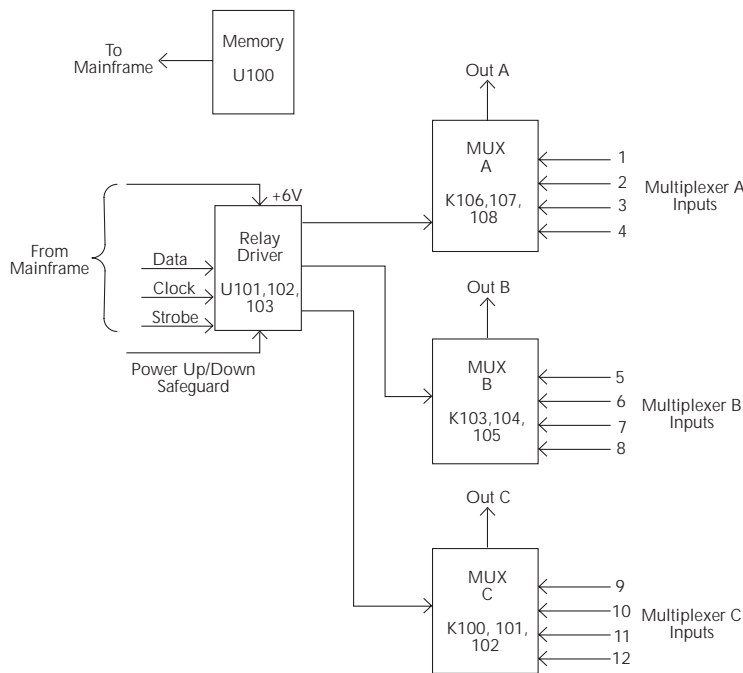 To
Mainframe
Memory
U100
Out A
MUX
A
K106,107,
108
1
2
3
4
Multiplexer A
Inputs
+6V
From
Mainframe
Data
Clock
Strobe
Relay
Driver
U101,102,
103
Power Up/Down
Safeguard
Out B
MUX
B
K103,104,
105
5
6
7
8
Multiplexer B
Inputs
Out C
MUX
C
K100, 101,
102
9
10
11
12
Multiplexer C
Inputs